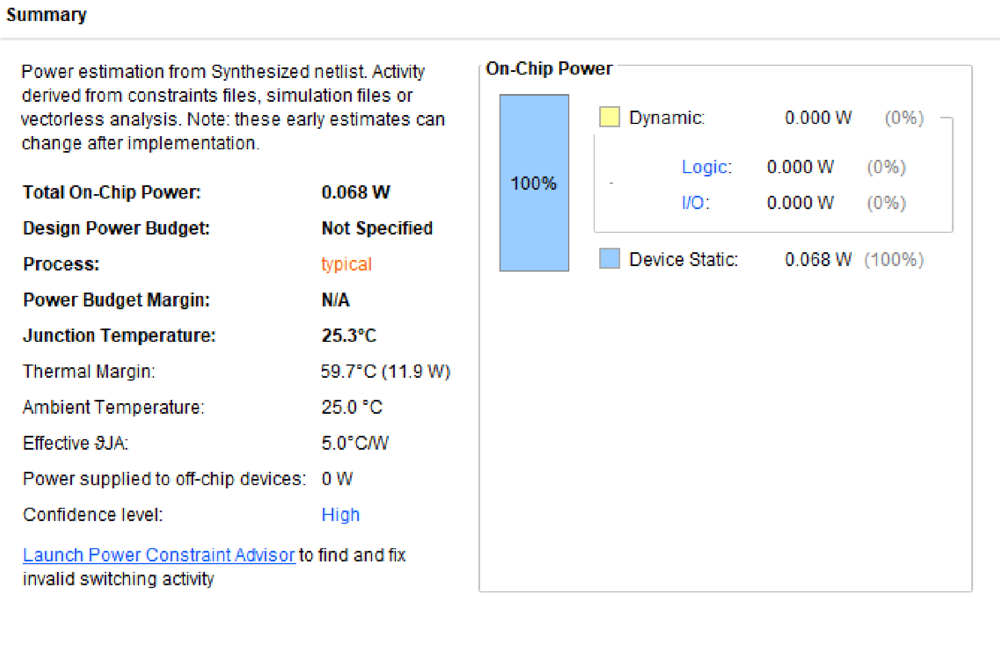 Summary
Power estimation from Synthesized netlist. Activity
derived from constraints files, simulation files or
vectorless analysis. Note: these early estimates can
change after implementation.
Total On-Chip Power: 0.068 W
Design Power Budget: Not Specified
Process: typical
Power Budget Margin: N/A
Junction Temperature: 25.3°C
Thermal Margin: 59.7°C (11.9 W)
Ambient Temperature: 25.0 °C
Effective ϑJA: 5.0°C/W
Power supplied to off-chip devices: 0 W
Confidence level: High
Launch Power Constraint Advisor to find and fix
invalid switching activity
On-Chip Power
100%
Dynamic: 0.000 W (0%)
Logic: 0.000 W (0%)
I/O: 0.000 W (0%)
Device Static: 0.068 W (100%)